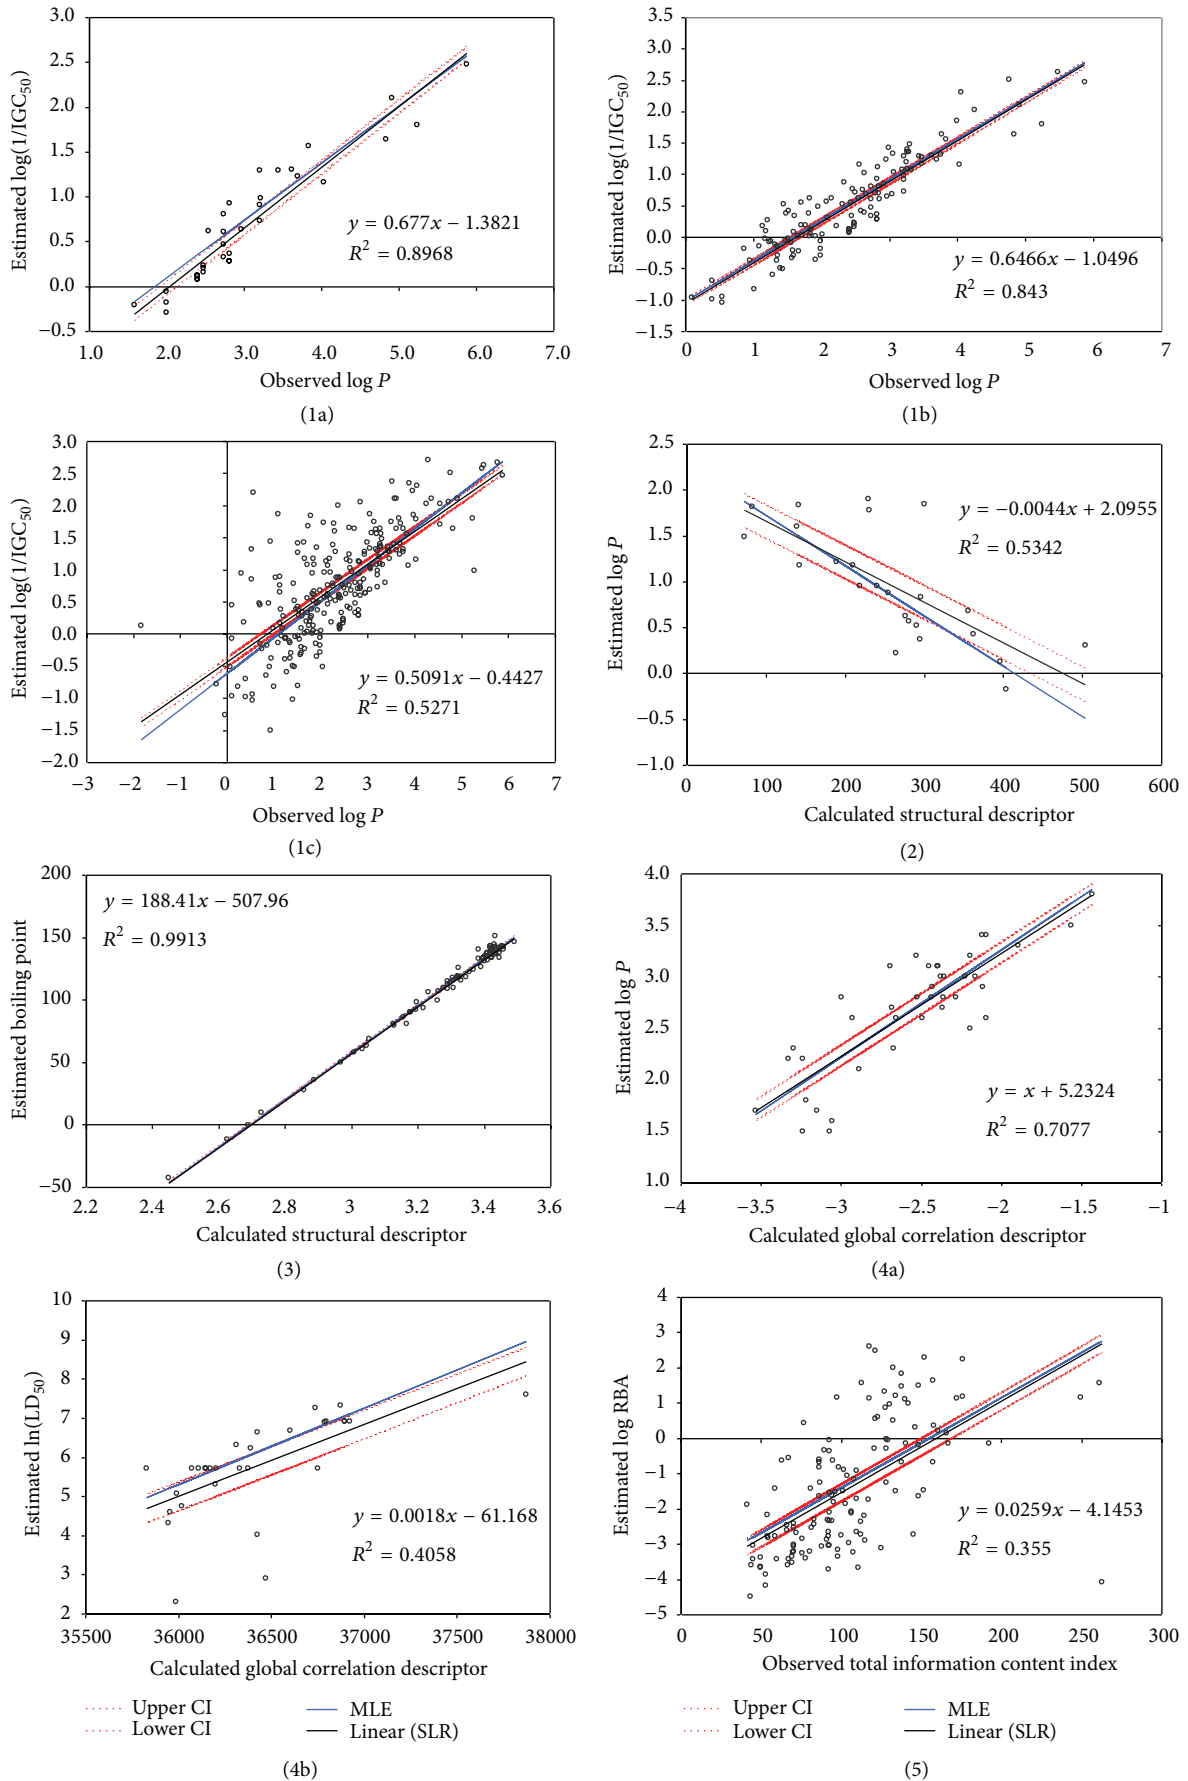 3.0
2.5
2.0
1.5
1.0
0.5
0.0
−0.5
1.0 2.0 3.0 4.0 5.0 6.0 7.0
Estimated log(1/IGC50)
Observed log P
y = 0.677x − 1.3821
R2 = 0.8968
(1a)
3.5
3.0
2.5
2.0
1.5
1.0
0.5
0.0
−0.5
−1.0
−1.5
0 1 2 3 4 5 6 7
Estimated log(1/IGC50)
Observed log P
y = 0.6466x − 1.0496
R2 = 0.843
(1b)
3.0
2.5
2.0
1.5
1.0
0.5
0.0
−0.5
−1.0
−1.5
−2.0
−3 −2 −1 0 1 2 3 4 5 6 7
Estimated log(1/IGC50)
Observed log P
y = 0.5091x − 0.4427
R2 = 0.5271
(1c)
2.5
2.0
1.5
1.0
0.5
0.0
−0.5
−1.0
0 100 200 300 400 500 600
Estimated log P
Calculated structural descriptor
y = −0.0044x + 2.0955
R2 = 0.5342
(2)
200
150
100
50
0
−50
2.2 2.4 2.6 2.8 3 3.2 3.4 3.6
Estimated boiling point
Calculated structural descriptor
y = 188.41x − 507.96
R2 = 0.9913
(3)
4.0
3.5
3.0
2.5
2.0
1.5
1.0
−4 −3.5 −3 −2.5 −2 −1.5 −1
Estimated log P
Calculated global correlation descriptor
y = x + 5.2324
R2 = 0.7077
(4a)
10
9
8
7
6
5
4
3
2
35500 36000 36500 37000 37500 38000
Estimated ln(LD50)
Calculated global correlation descriptor
y = 0.0018x − 61.168
R2 = 0.4058
Upper CI
Lower CI
MLE
Linear (SLR)
(4b)
4
3
2
1
0
−1
−2
−3
−4
−5
0 50 100 150 200 250 300
Estimated log RBA
Observed total information content index
y = 0.0259x − 4.1453
R2 = 0.355
Upper CI
Lower CI
MLE
Linear (SLR)
(5)